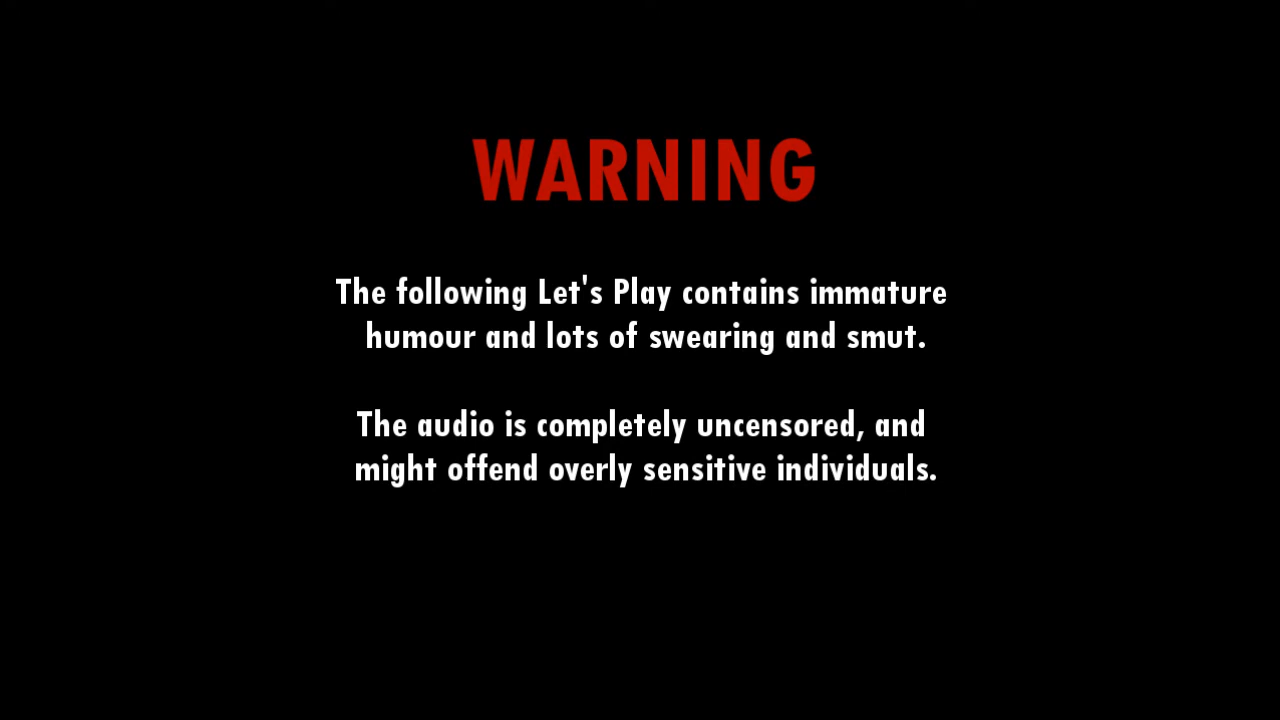 WARNING
The following Let's Play contains immature
humour and lots of swearing and smut.
The audio is completely uncensored, and
might offend overly sensitive individuals.